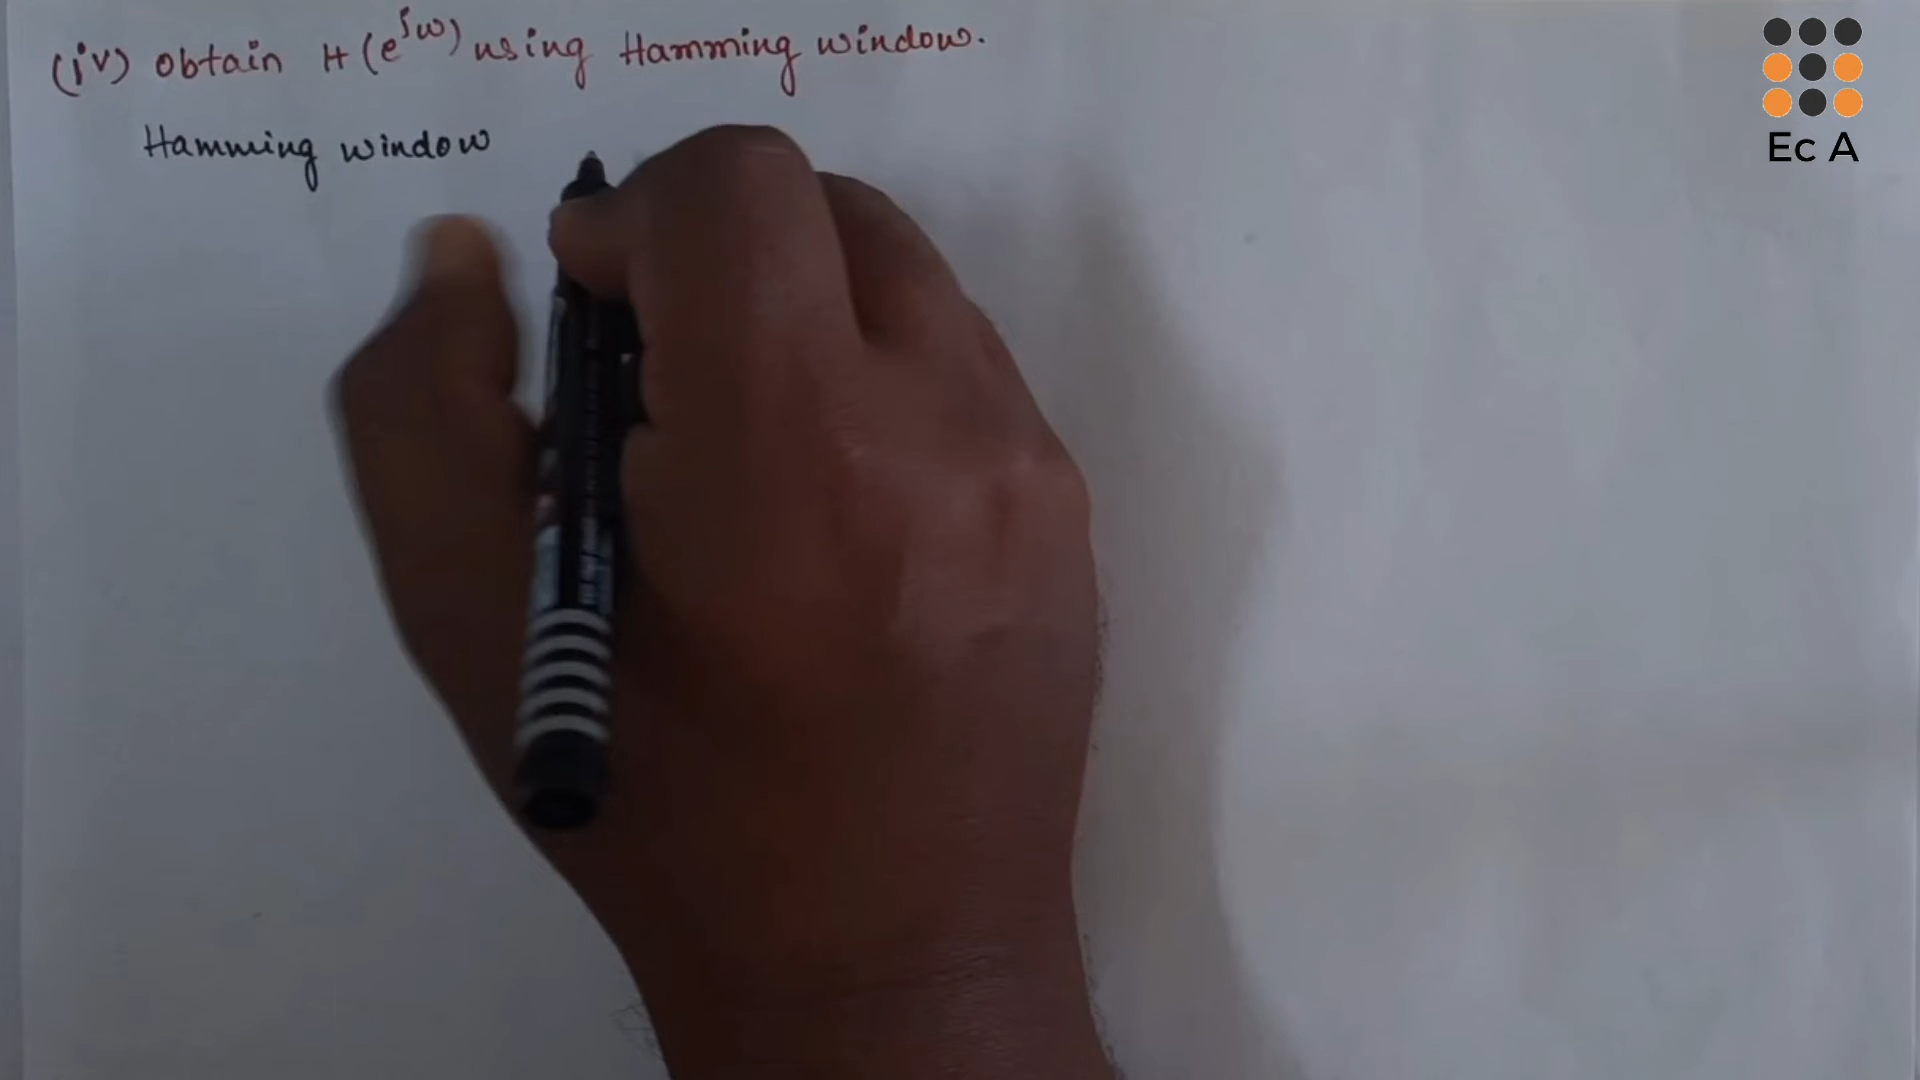 (iv) obtain H(e^jω) using Hamming window.
Hamming window
Ec A